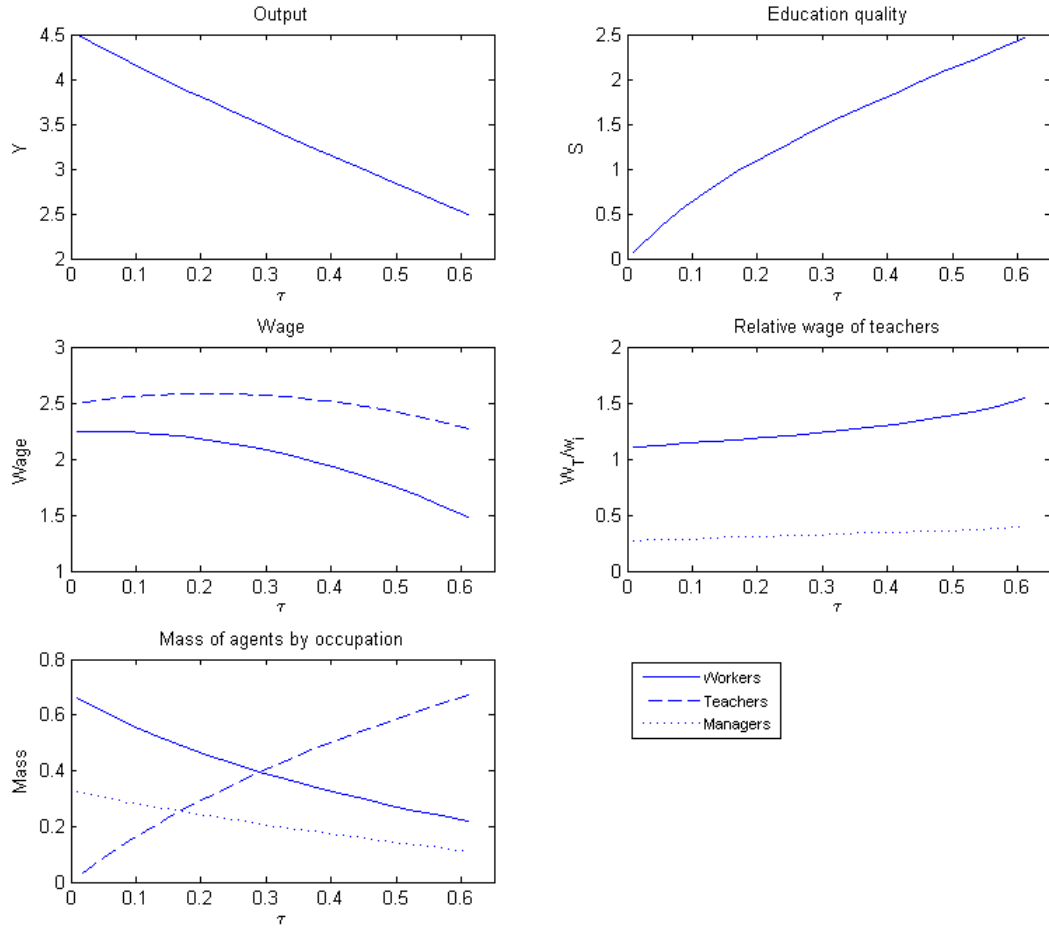 Output
4.5
4
3.5
3
2.5
2
Y
0 0.1 0.2 0.3 0.4 0.5 0.6
τ
Education quality
2.5
2
1.5
1
0.5
0
S
0 0.1 0.2 0.3 0.4 0.5 0.6
τ
Wage
3
2.5
2
1.5
1
Wage
0 0.1 0.2 0.3 0.4 0.5 0.6
τ
Relative wage of teachers
2
1.5
1
0.5
0
W_T/w_i
0 0.1 0.2 0.3 0.4 0.5 0.6
τ
Mass of agents by occupation
0.8
0.6
0.4
0.2
0
Mass
0 0.1 0.2 0.3 0.4 0.5 0.6
τ
Workers
Teachers
Managers